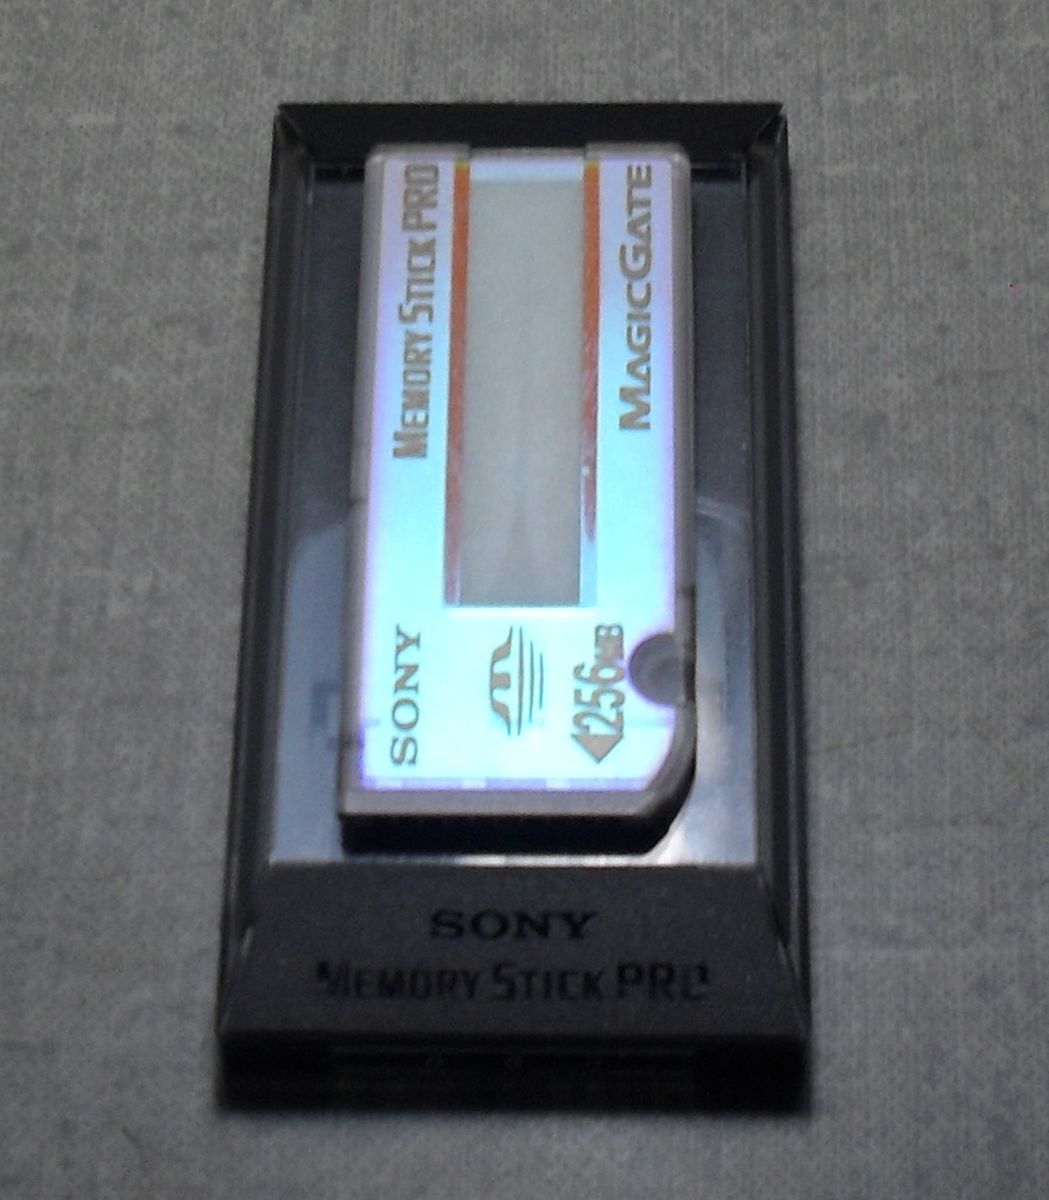 MEMORY STICK PRO
MAGICGATE
SONY
256MB
SONY
MEMORY STICK PRO